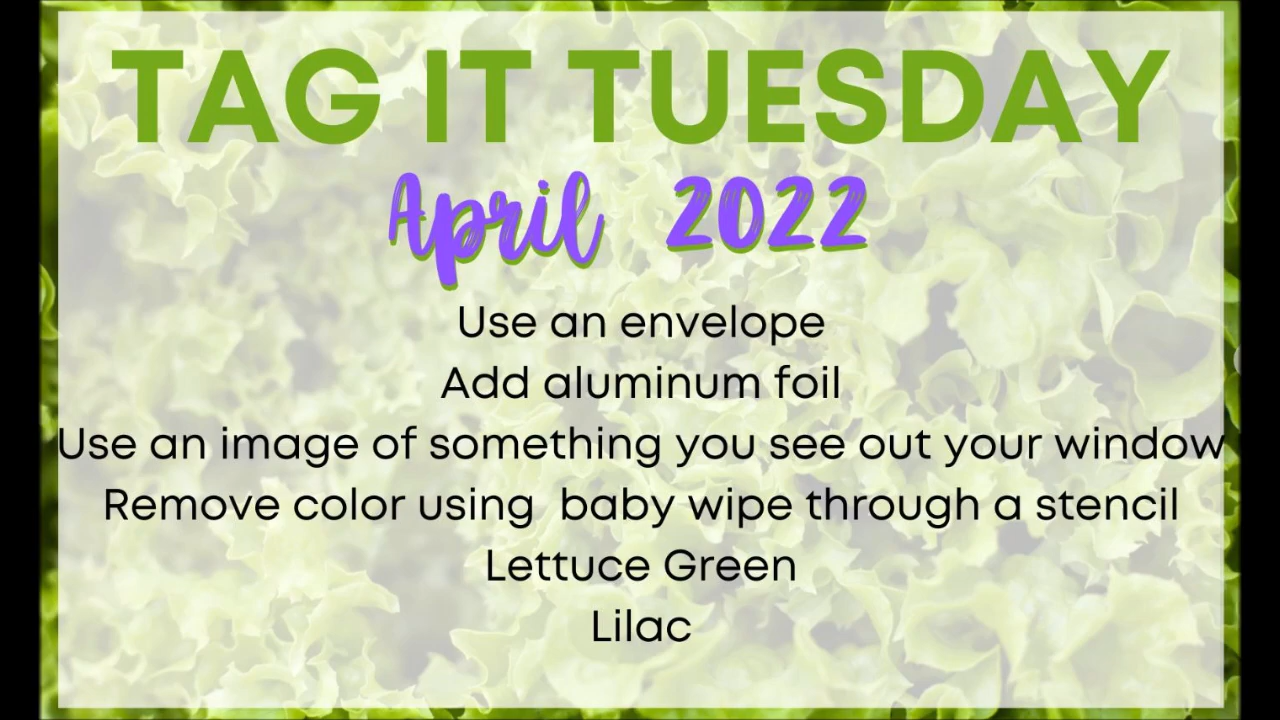 TAG IT TUESDAY
April 2022
Use an envelope
Add aluminum foil
Use an image of something you see out your window
Remove color using  baby wipe through a stencil
Lettuce Green
Lilac